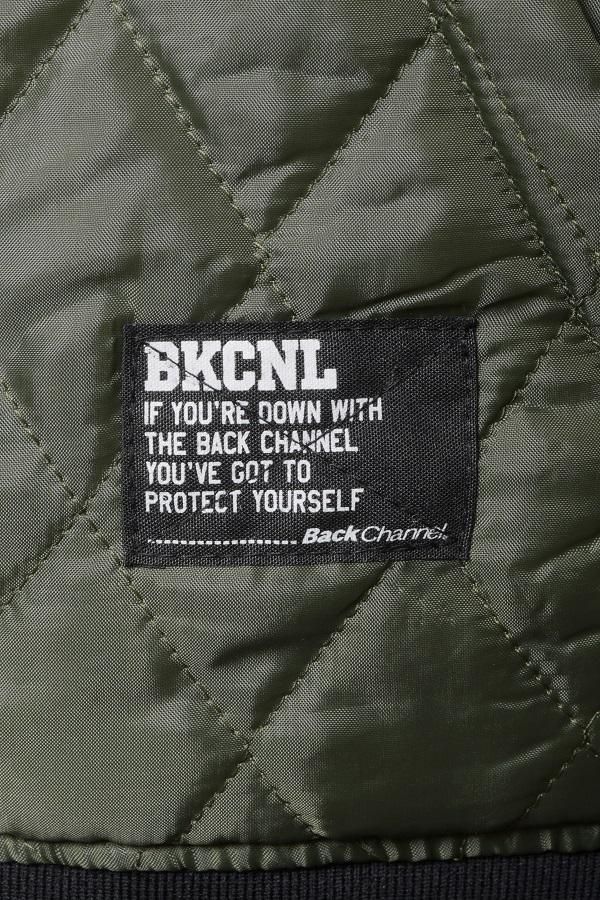 BKCNL
IF YOU'RE DOWN WITH
THE BACK CHANNEL
YOU'VE GOT TO
PROTECT YOURSELF
BackChannel